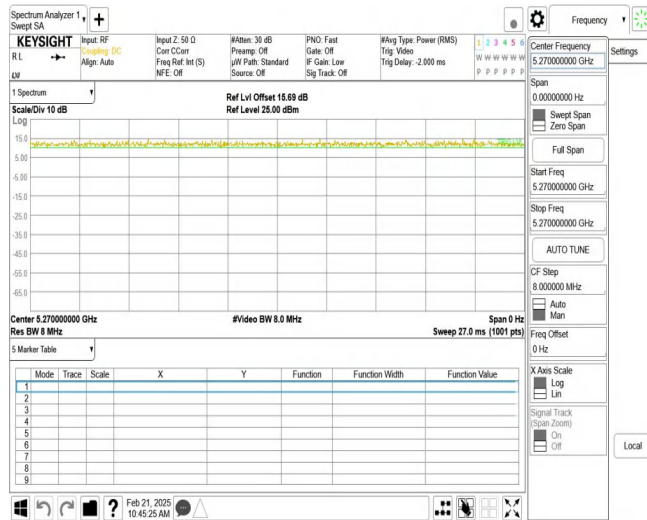 Spectrum Analyzer 1
Swept SA
Frequency
KEYSIGHT
R L
Input: RF
Coupling: DC
Align: Auto
Input Z: 50 Ω
Corr CCorr
Freq Ref: Int (S)
NFE: Off
#Atten: 30 dB
Preamp: Off
µW Path: Standard
Source: Off
PNO: Fast
Gate: Off
IF Gain: Low
Sig Track: Off
#Avg Type: Power (RMS)
Trig: Video
Trig Delay: -2.000 ms
1 2 3 4 5 6
W W W W W W
P P P P P P
1 Spectrum
Scale/Div 10 dB
Log
Ref Lvl Offset 15.69 dB
Ref Level 25.00 dBm
15.0
5.00
-5.00
-15.0
-25.0
-35.0
-45.0
-55.0
-65.0
Center 5.270000000 GHz
#Video BW 8.0 MHz
Span 0 Hz
Res BW 8 MHz
Sweep 27.0 ms (1001 pts)
5 Marker Table
Mode Trace Scale X Y Function Function Width Function Value
1
2
3
4
5
6
7
8
9
Feb 21, 2025
10:45:25 AM
Center Frequency
5.270000000 GHz
Settings
Span
0.00000000 Hz
Swept Span
Zero Span
Full Span
Start Freq
5.270000000 GHz
Stop Freq
5.270000000 GHz
AUTO TUNE
CF Step
8.000000 MHz
Auto
Man
Freq Offset
0 Hz
X Axis Scale
Log
Lin
Signal Track
(Span Zoom)
On
Off
Local